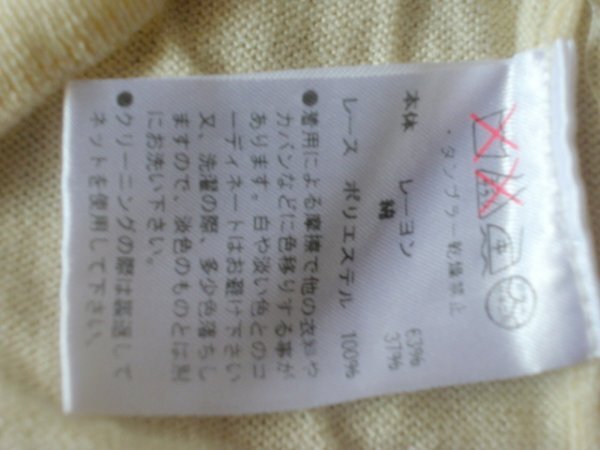 ・タンブラー乾燥禁止
本体 レーヨン 63%
綿 37%
レース ポリエステル 100%
●着用による摩擦で他の衣料や
カバンなどに色移りする事が
あります。白や淡い色とのコ
ーディネートはお避け下さい
又、洗濯の際、多少色落ちし
ますので、淡色のものとは別
にお洗い下さい。
●クリーニングの際は裏返して
ネットを使用して下さい。